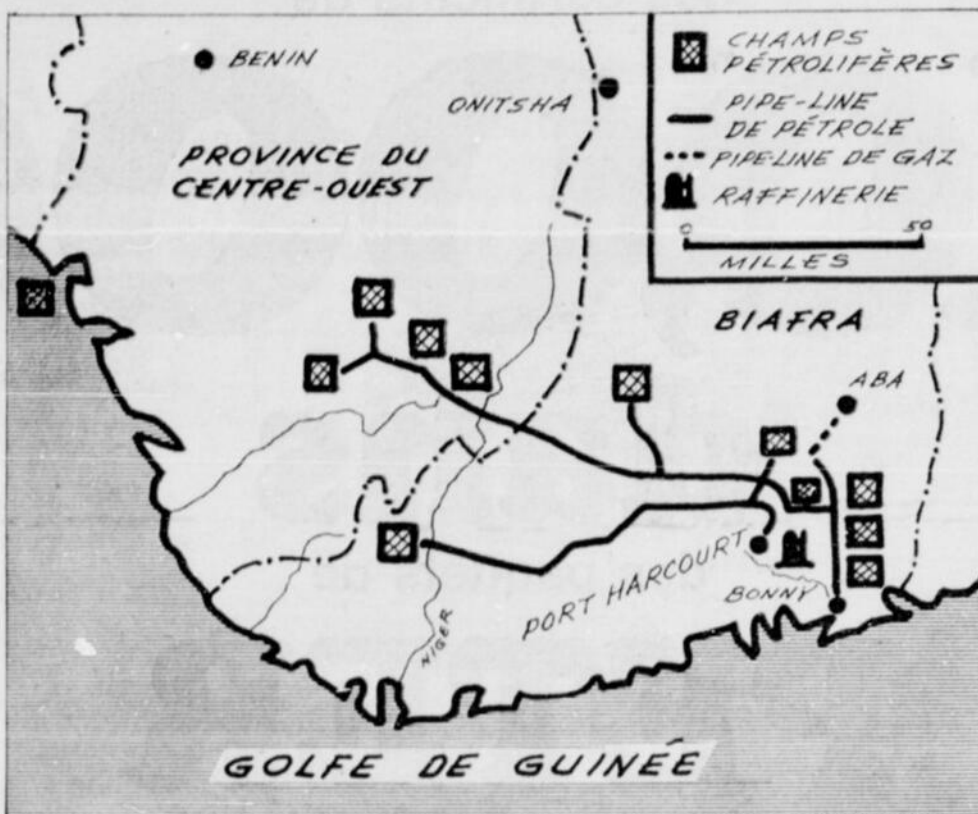 BENIN
ONITSHA
PROVINCE DU
CENTRE-OUEST
CHAMPS
PÉTROLIFÈRES
PIPE-LINE
DE PÉTROLE
PIPE-LINE DE GAZ
RAFFINERIE
0 50
MILLES
BIAFRA
ABA
PORT HARCOURT
BONNY
NIGER
GOLFE DE GUINÉE